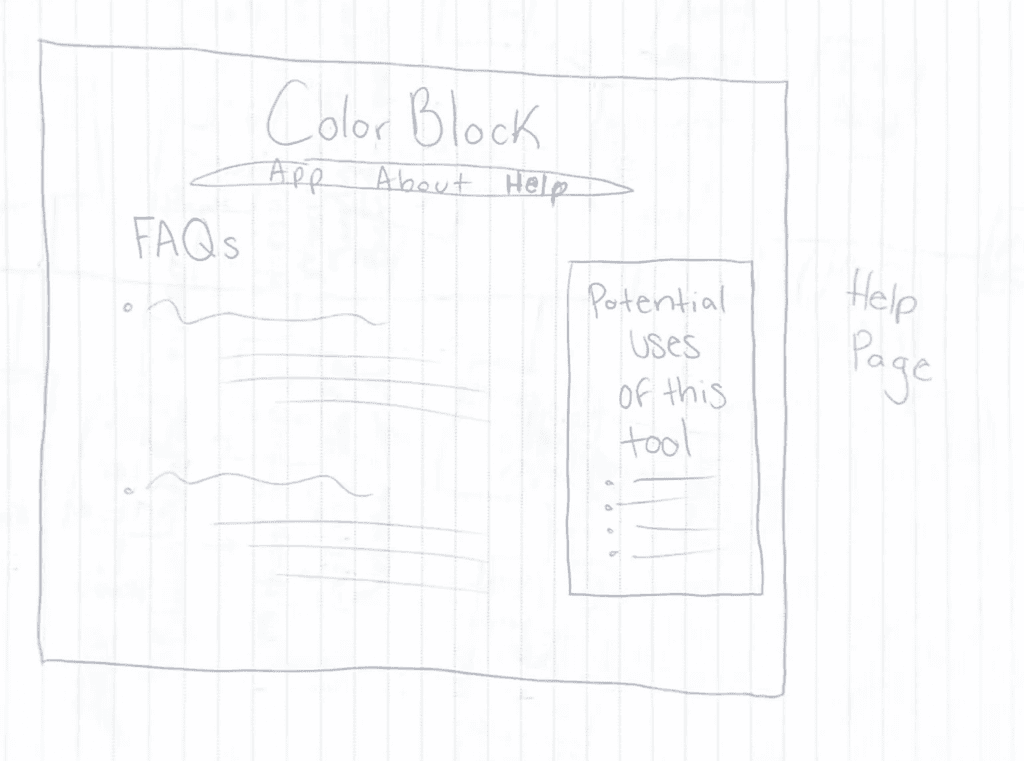 Color Block
App About Help
FAQs
Potential
uses
of this
tool
Help
Page